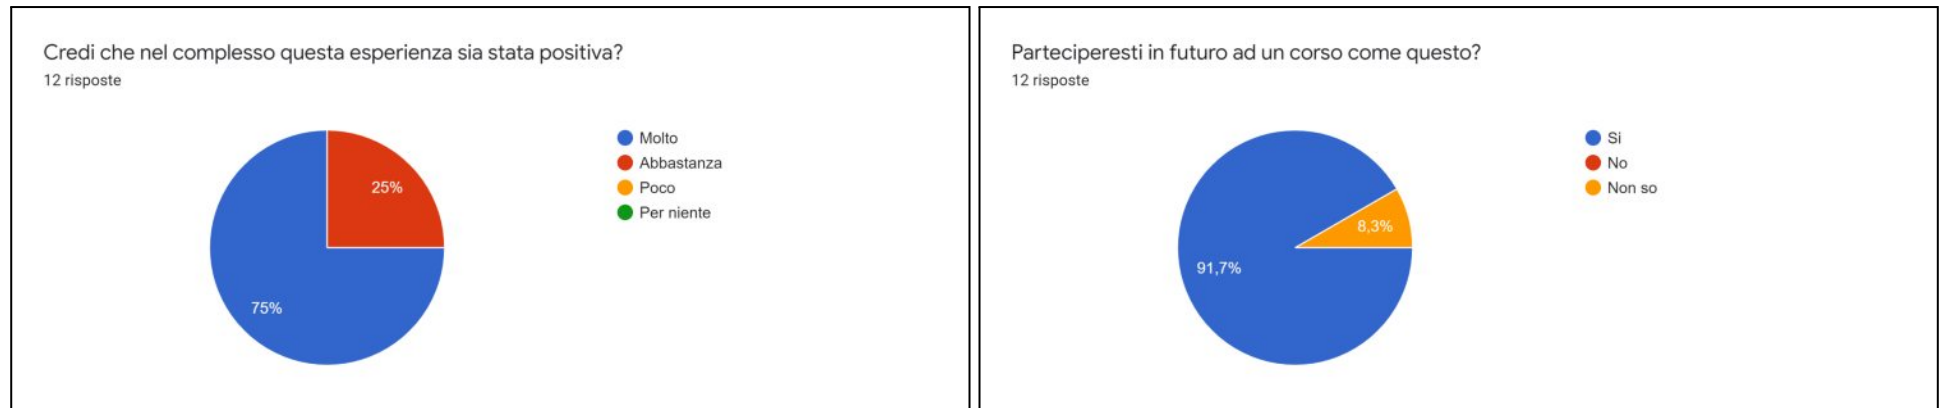 Credi che nel complesso questa esperienza sia stata positiva?
12 risposte
Molto
Abbastanza
Poco
Per niente
25%
75%
Parteciperesti in futuro ad un corso come questo?
12 risposte
Si
No
Non so
8,3%
91,7%